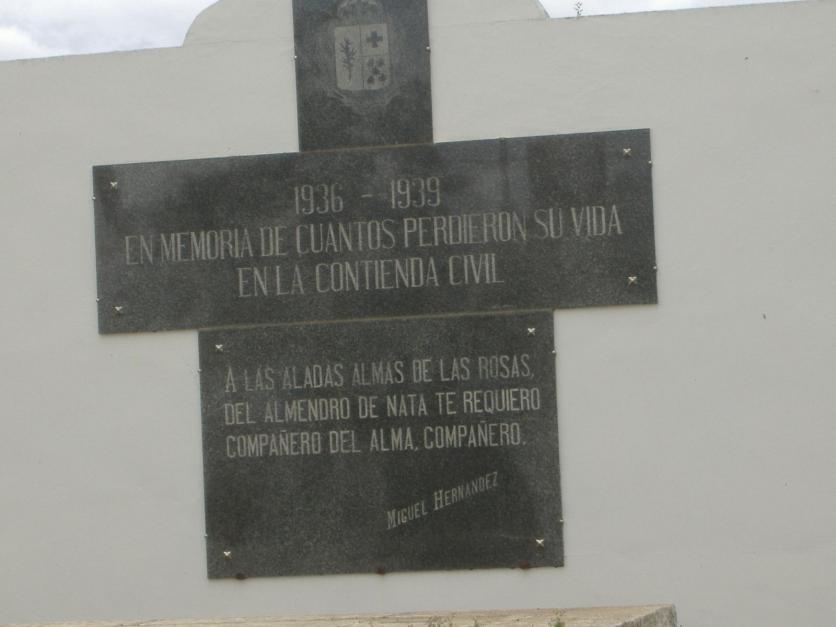 1936 - 1939
EN MEMORIA DE CUANTOS PERDIERON SU VIDA
EN LA CONTIENDA CIVIL
A LAS ALADAS ALMAS DE LAS ROSAS,
DEL ALMENDRO DE NATA TE REQUIERO
COMPAÑERO DEL ALMA, COMPAÑERO.
MIGUEL HERNANDEZ